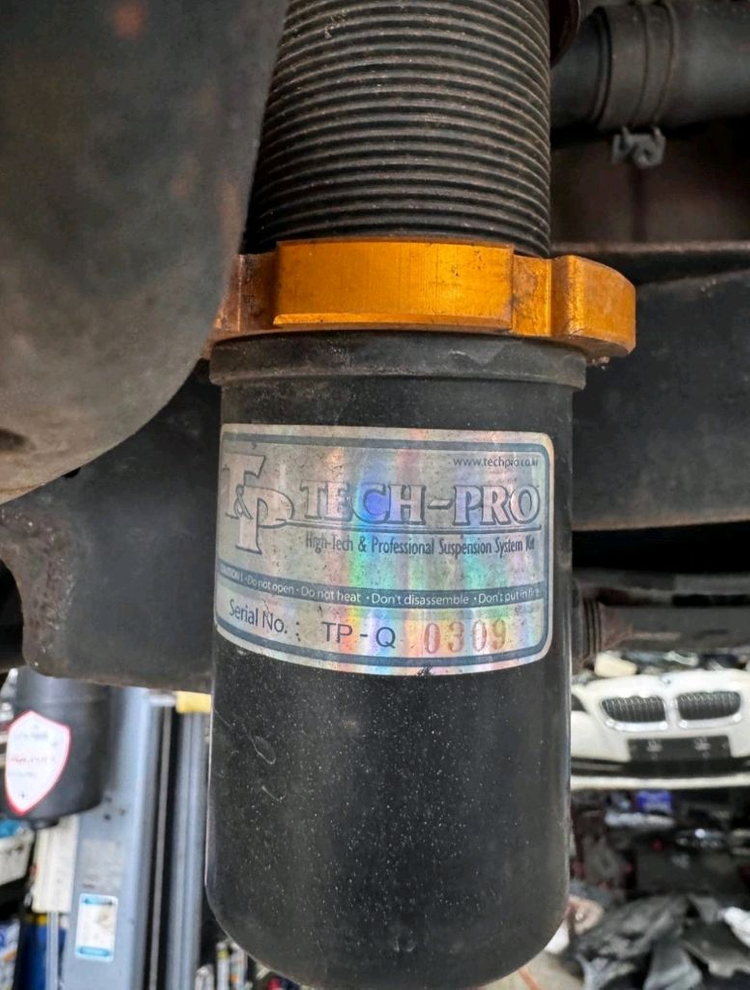 www.techpro.co.kr
T&P TECH-PRO
High-Tech & Professional Suspension System Kit
CAUTION ! · Do not open · Do not heat · Don't disassemble · Don't put in fire
Serial No. : TP - Q 0309